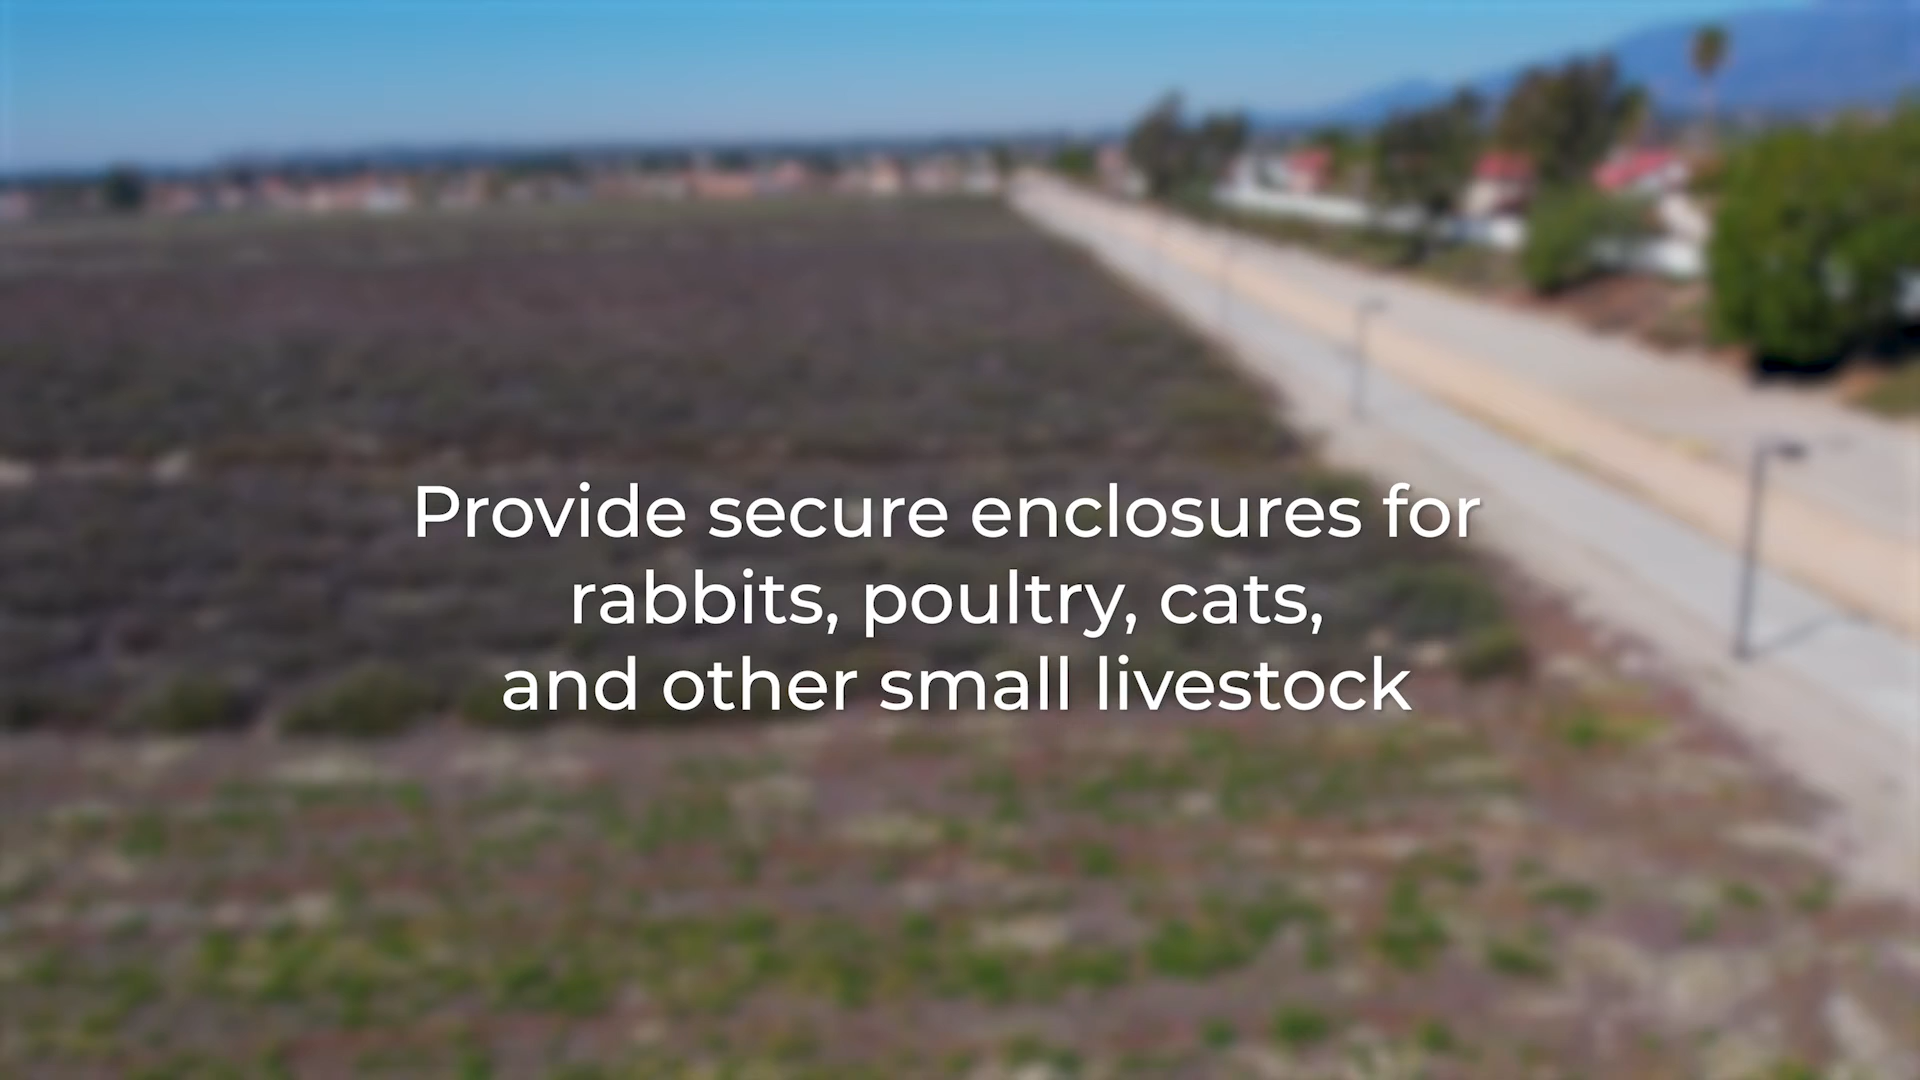 Provide secure enclosures for
rabbits, poultry, cats,
and other small livestock